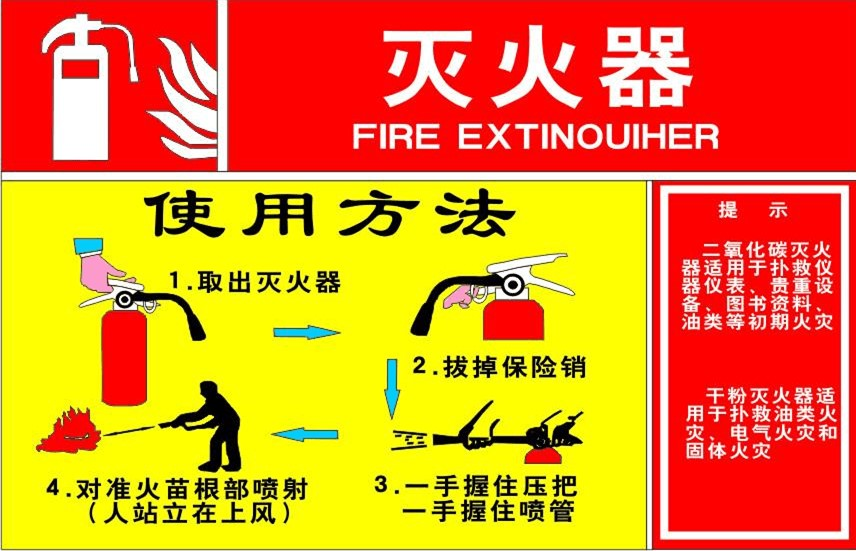 灭火器
FIRE EXTINOUIHER
使用方法
1.取出灭火器
2.拔掉保险销
3.一手握住压把
一手握住喷管
4.对准火苗根部喷射
(人站立在上风)
提 示
二氧化碳灭火
器适用于扑救仪
器仪表、贵重设
备、图书资料、
油类等初期火灾
干粉灭火器适
用于扑救油类火
灾、电气火灾和
固体火灾